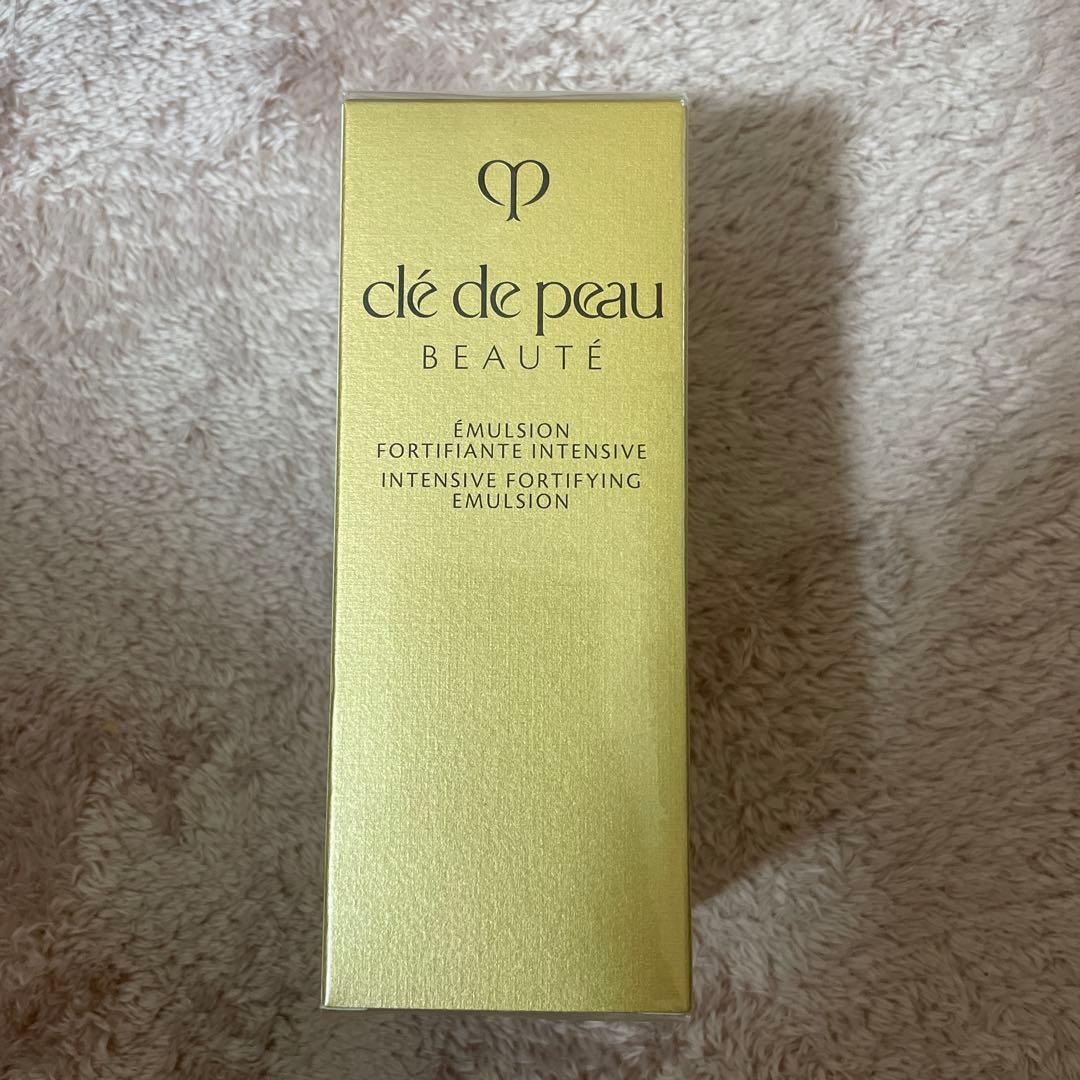 clé de peau
BEAUTÉ
ÉMULSION
FORTIFIANTE INTENSIVE
INTENSIVE FORTIFYING
EMULSION